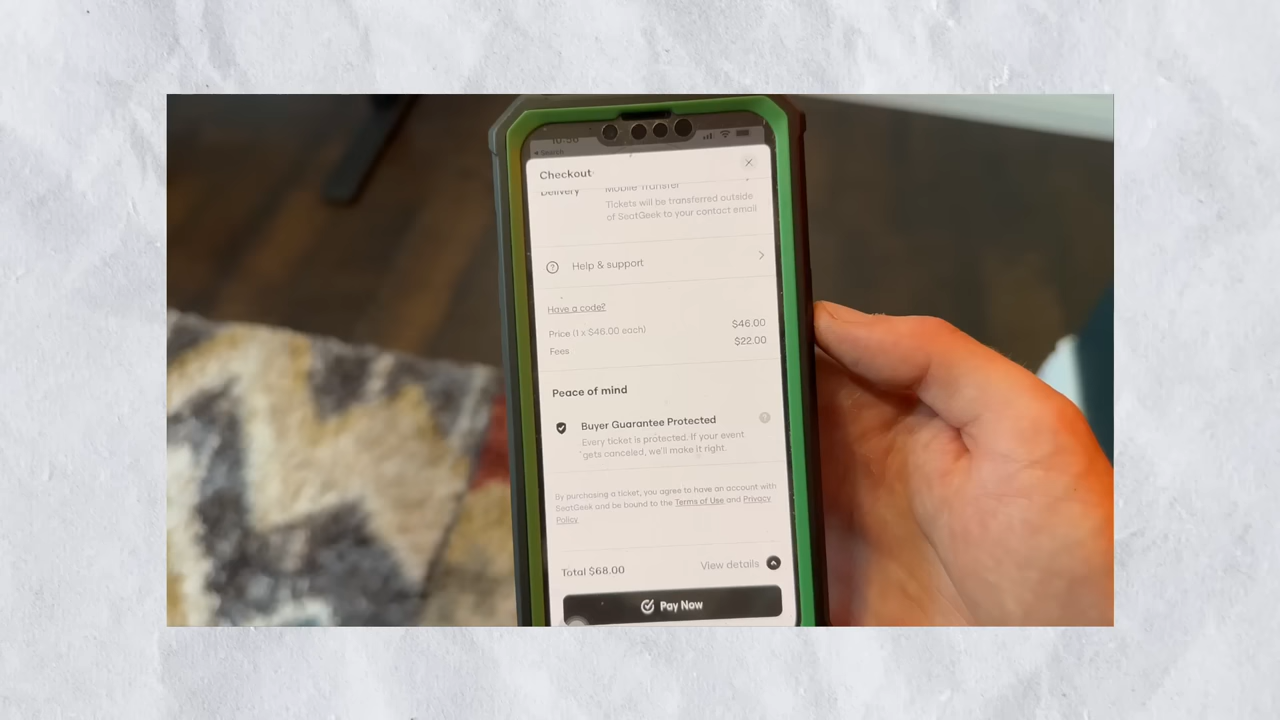 10:58
Search
Checkout
Delivery
Mobile Transfer
Tickets will be transferred outside
of SeatGeek to your contact email
Help & support
Have a code?
Price (1 x $46.00 each)
$46.00
Fees
$22.00
Peace of mind
Buyer Guarantee Protected
Every ticket is protected. If your event
gets canceled, we'll make it right.
By purchasing a ticket, you agree to have an account with
SeatGeek and be bound to the Terms of Use and Privacy
Policy
Total $68.00
View details
Pay Now